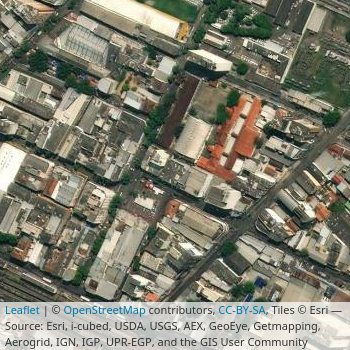 Leaflet | © OpenStreetMap contributors, CC-BY-SA, Tiles © Esri —
Source: Esri, i-cubed, USDA, USGS, AEX, GeoEye, Getmapping,
Aerogrid, IGN, IGP, UPR-EGP, and the GIS User Community